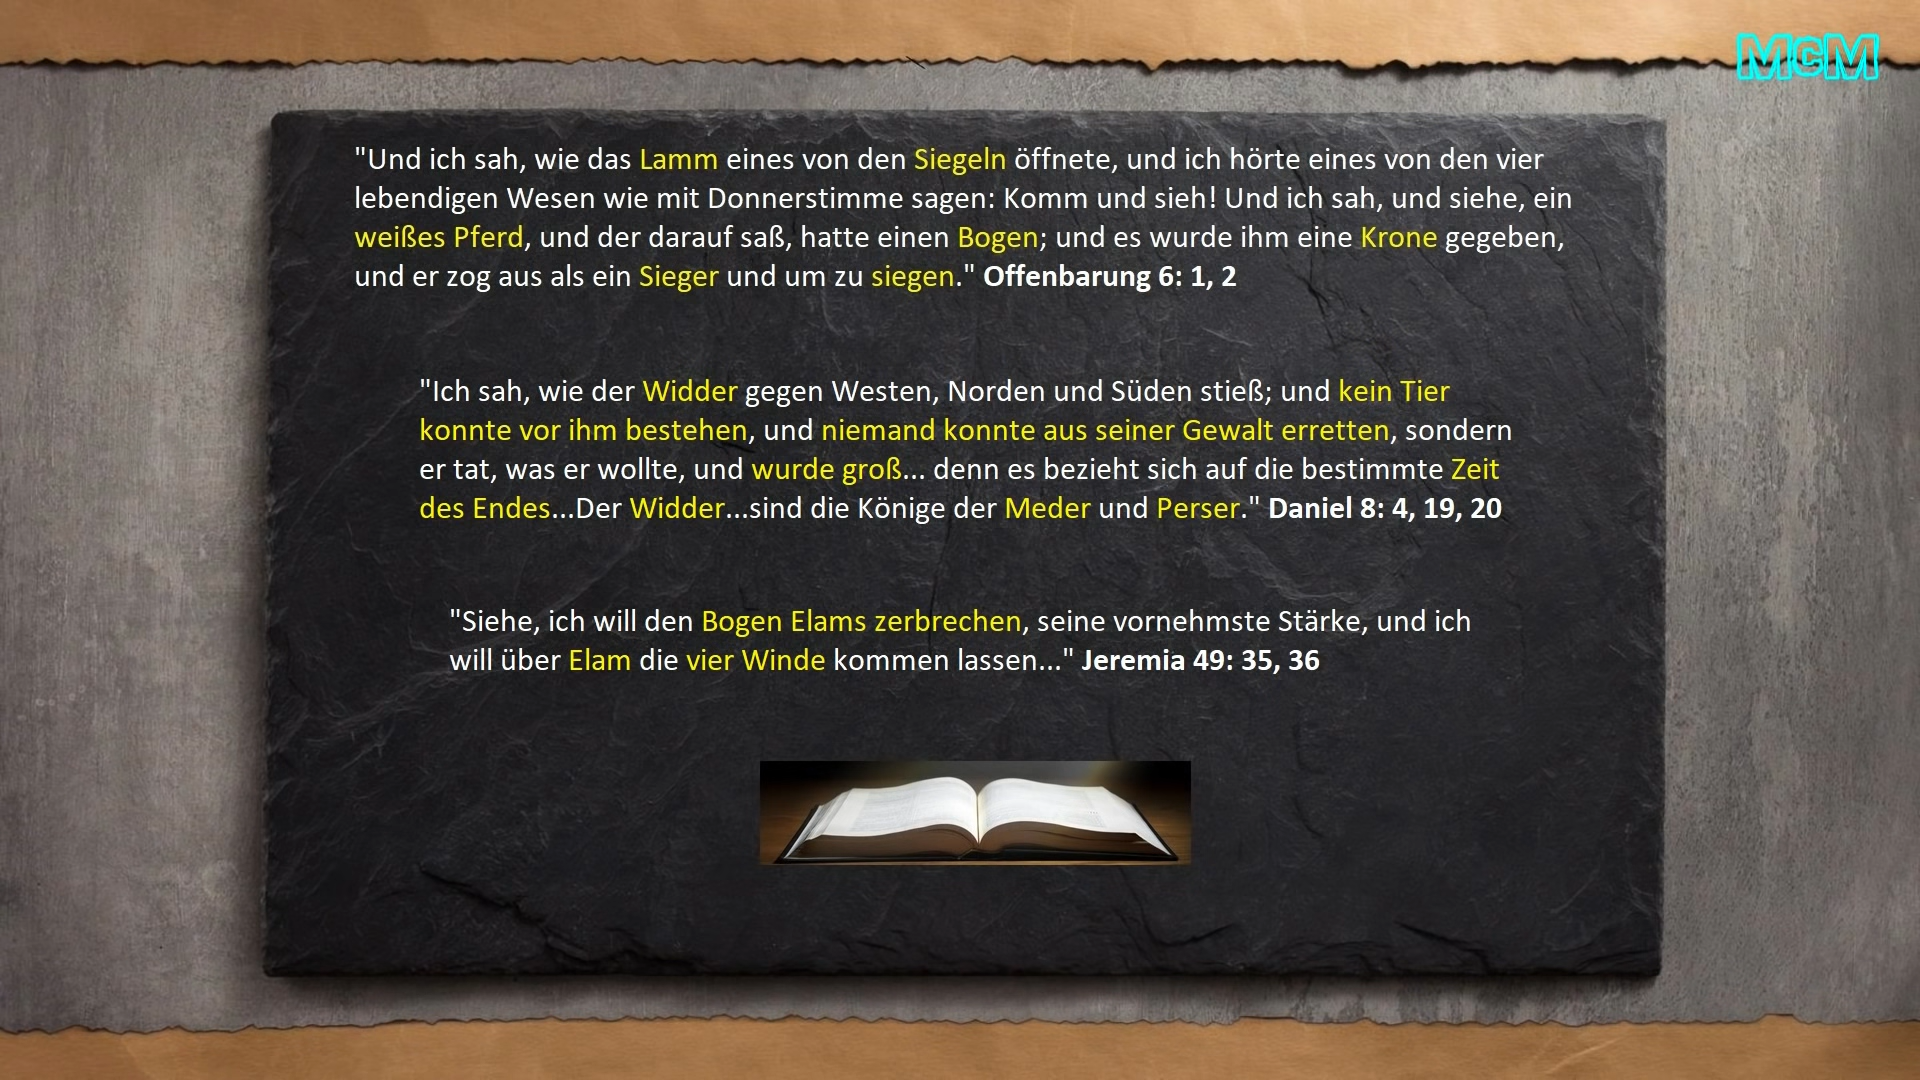 McM
"Und ich sah, wie das Lamm eines von den Siegeln öffnete, und ich hörte eines von den vier
lebendigen Wesen wie mit Donnerstimme sagen: Komm und sieh! Und ich sah, und siehe, ein
weißes Pferd, und der darauf saß, hatte einen Bogen; und es wurde ihm eine Krone gegeben,
und er zog aus als ein Sieger und um zu siegen." Offenbarung 6: 1, 2
"Ich sah, wie der Widder gegen Westen, Norden und Süden stieß; und kein Tier
konnte vor ihm bestehen, und niemand konnte aus seiner Gewalt erretten, sondern
er tat, was er wollte, und wurde groß... denn es bezieht sich auf die bestimmte Zeit
des Endes...Der Widder...sind die Könige der Meder und Perser." Daniel 8: 4, 19, 20
"Siehe, ich will den Bogen Elams zerbrechen, seine vornehmste Stärke, und ich
will über Elam die vier Winde kommen lassen..." Jeremia 49: 35, 36